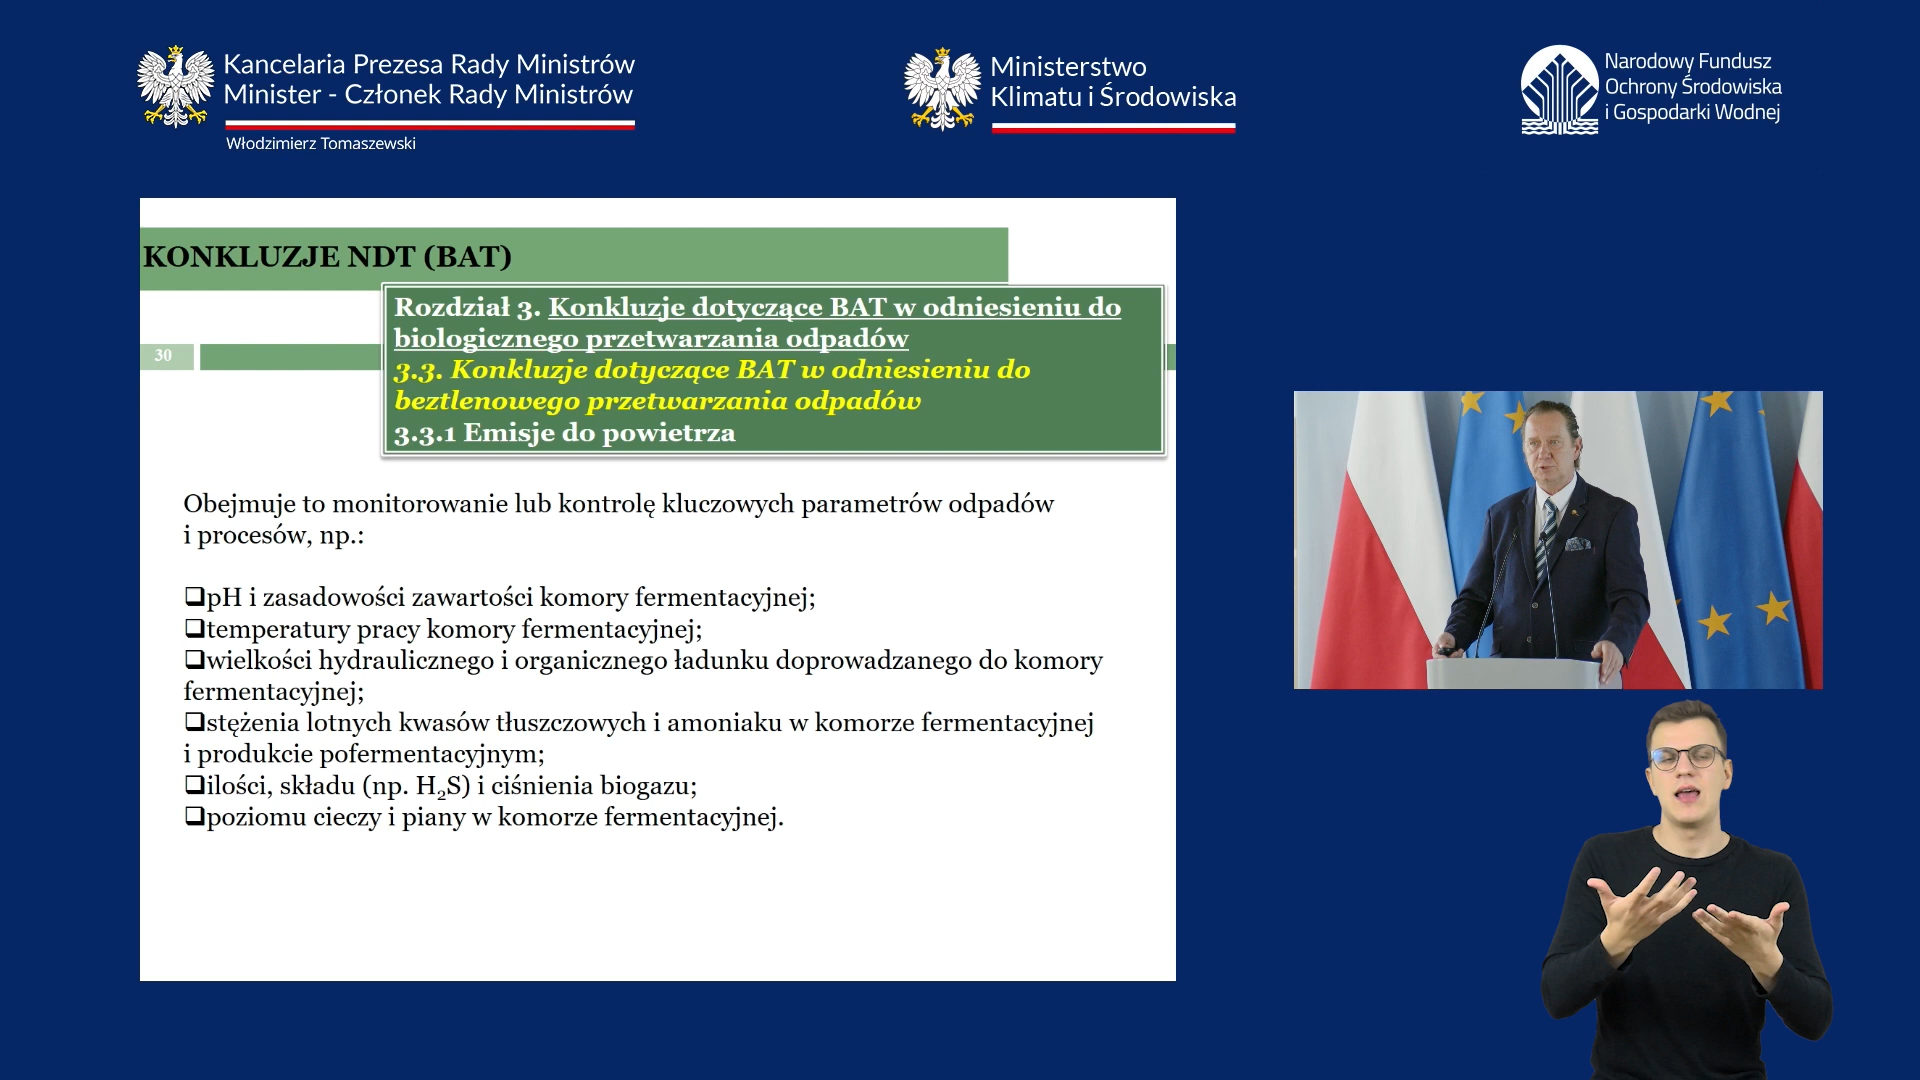 Kancelaria Prezesa Rady Ministrów
Minister - Członek Rady Ministrów
Włodzimierz Tomaszewski
Ministerstwo
Klimatu i Środowiska
Narodowy Fundusz
Ochrony Środowiska
i Gospodarki Wodnej
KONKLUZJE NDT (BAT)
Rozdział 3. Konkluzje dotyczące BAT w odniesieniu do
biologicznego przetwarzania odpadów
3.3. Konkluzje dotyczące BAT w odniesieniu do
beztlenowego przetwarzania odpadów
3.3.1 Emisje do powietrza
30
Obejmuje to monitorowanie lub kontrolę kluczowych parametrów odpadów
i procesów, np.:
❑pH i zasadowości zawartości komory fermentacyjnej;
❑temperatury pracy komory fermentacyjnej;
❑wielkości hydraulicznego i organicznego ładunku doprowadzanego do komory
fermentacyjnej;
❑stężenia lotnych kwasów tłuszczowych i amoniaku w komorze fermentacyjnej
i produkcie pofermentacyjnym;
❑ilości, składu (np. H₂S) i ciśnienia biogazu;
❑poziomu cieczy i piany w komorze fermentacyjnej.